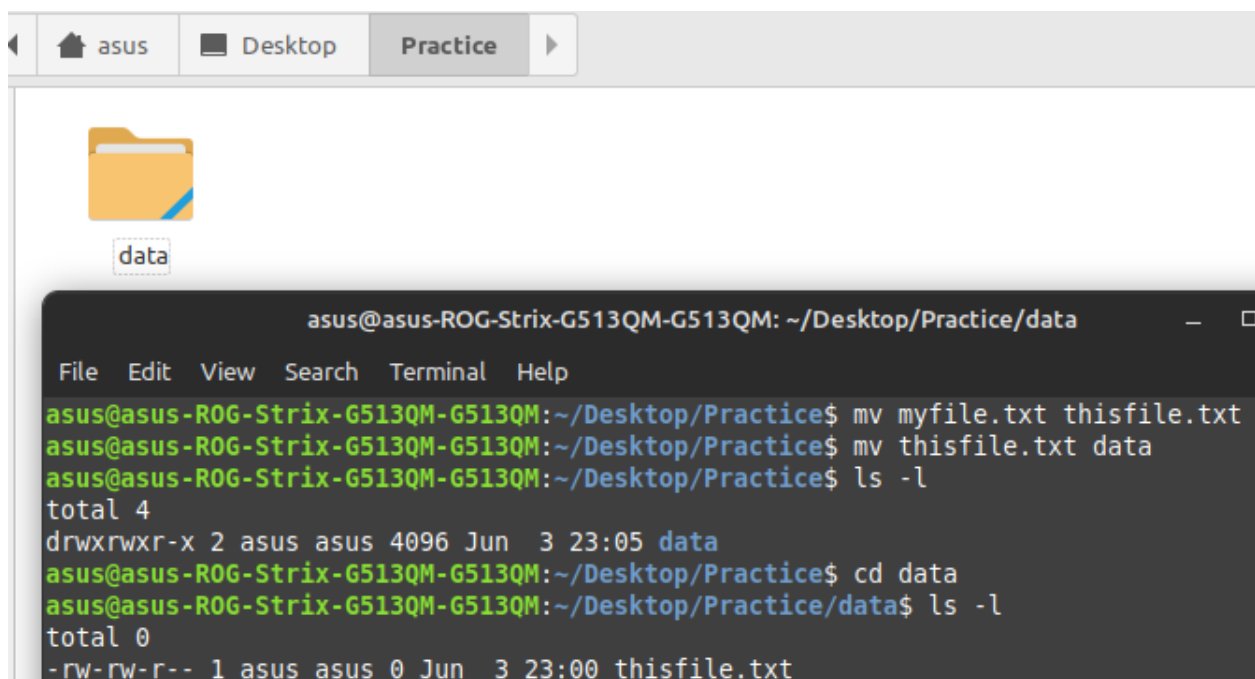 asus Desktop Practice
data
asus@asus-ROG-Strix-G513QM-G513QM: ~/Desktop/Practice/data
File Edit View Search Terminal Help
asus@asus-ROG-Strix-G513QM-G513QM:~/Desktop/Practice$ mv myfile.txt thisfile.txt
asus@asus-ROG-Strix-G513QM-G513QM:~/Desktop/Practice$ mv thisfile.txt data
asus@asus-ROG-Strix-G513QM-G513QM:~/Desktop/Practice$ ls -l
total 4
drwxrwxr-x 2 asus asus 4096 Jun  3 23:05 data
asus@asus-ROG-Strix-G513QM-G513QM:~/Desktop/Practice$ cd data
asus@asus-ROG-Strix-G513QM-G513QM:~/Desktop/Practice/data$ ls -l
total 0
-rw-rw-r-- 1 asus asus 0 Jun  3 23:00 thisfile.txt